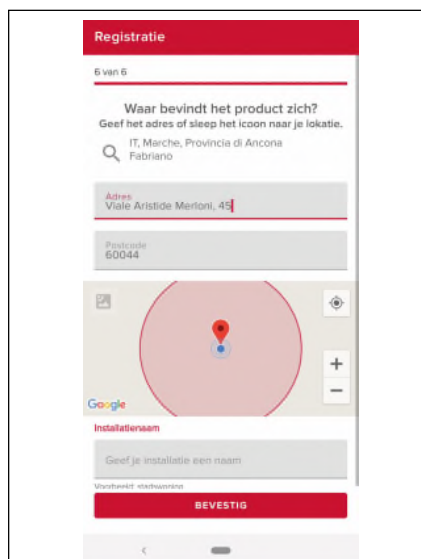 Registratie
6 van 6
Waar bevindt het product zich?
Geef het adres of sleep het icoon naar je lokatie.
IT, Marche, Provincia di Ancona
Fabriano
Adres
Viale Aristide Merloni, 45
Postcode
60044
Google
Installatienaam
Geef je installatie een naam
BEVESTIG